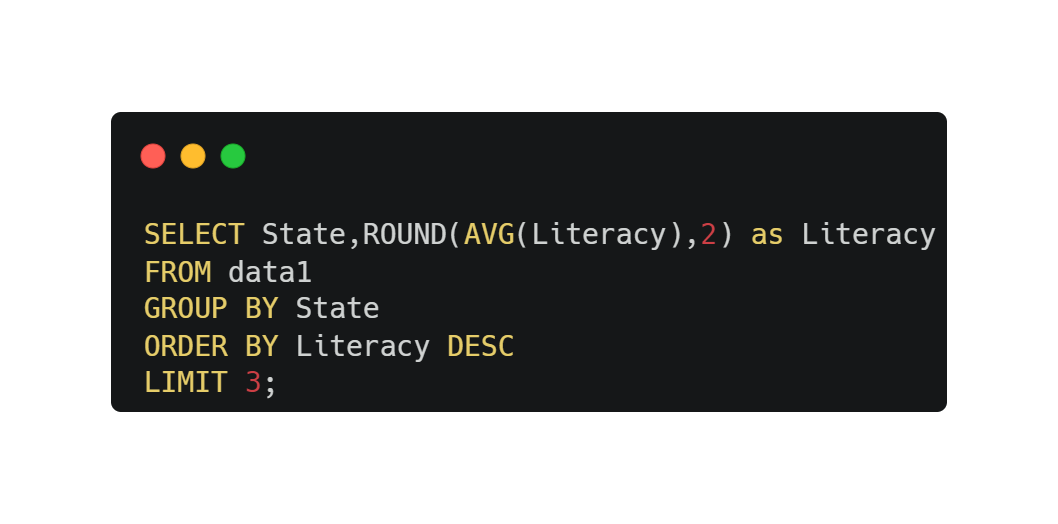 SELECT State,ROUND(AVG(Literacy),2) as Literacy
FROM data1
GROUP BY State
ORDER BY Literacy DESC
LIMIT 3;